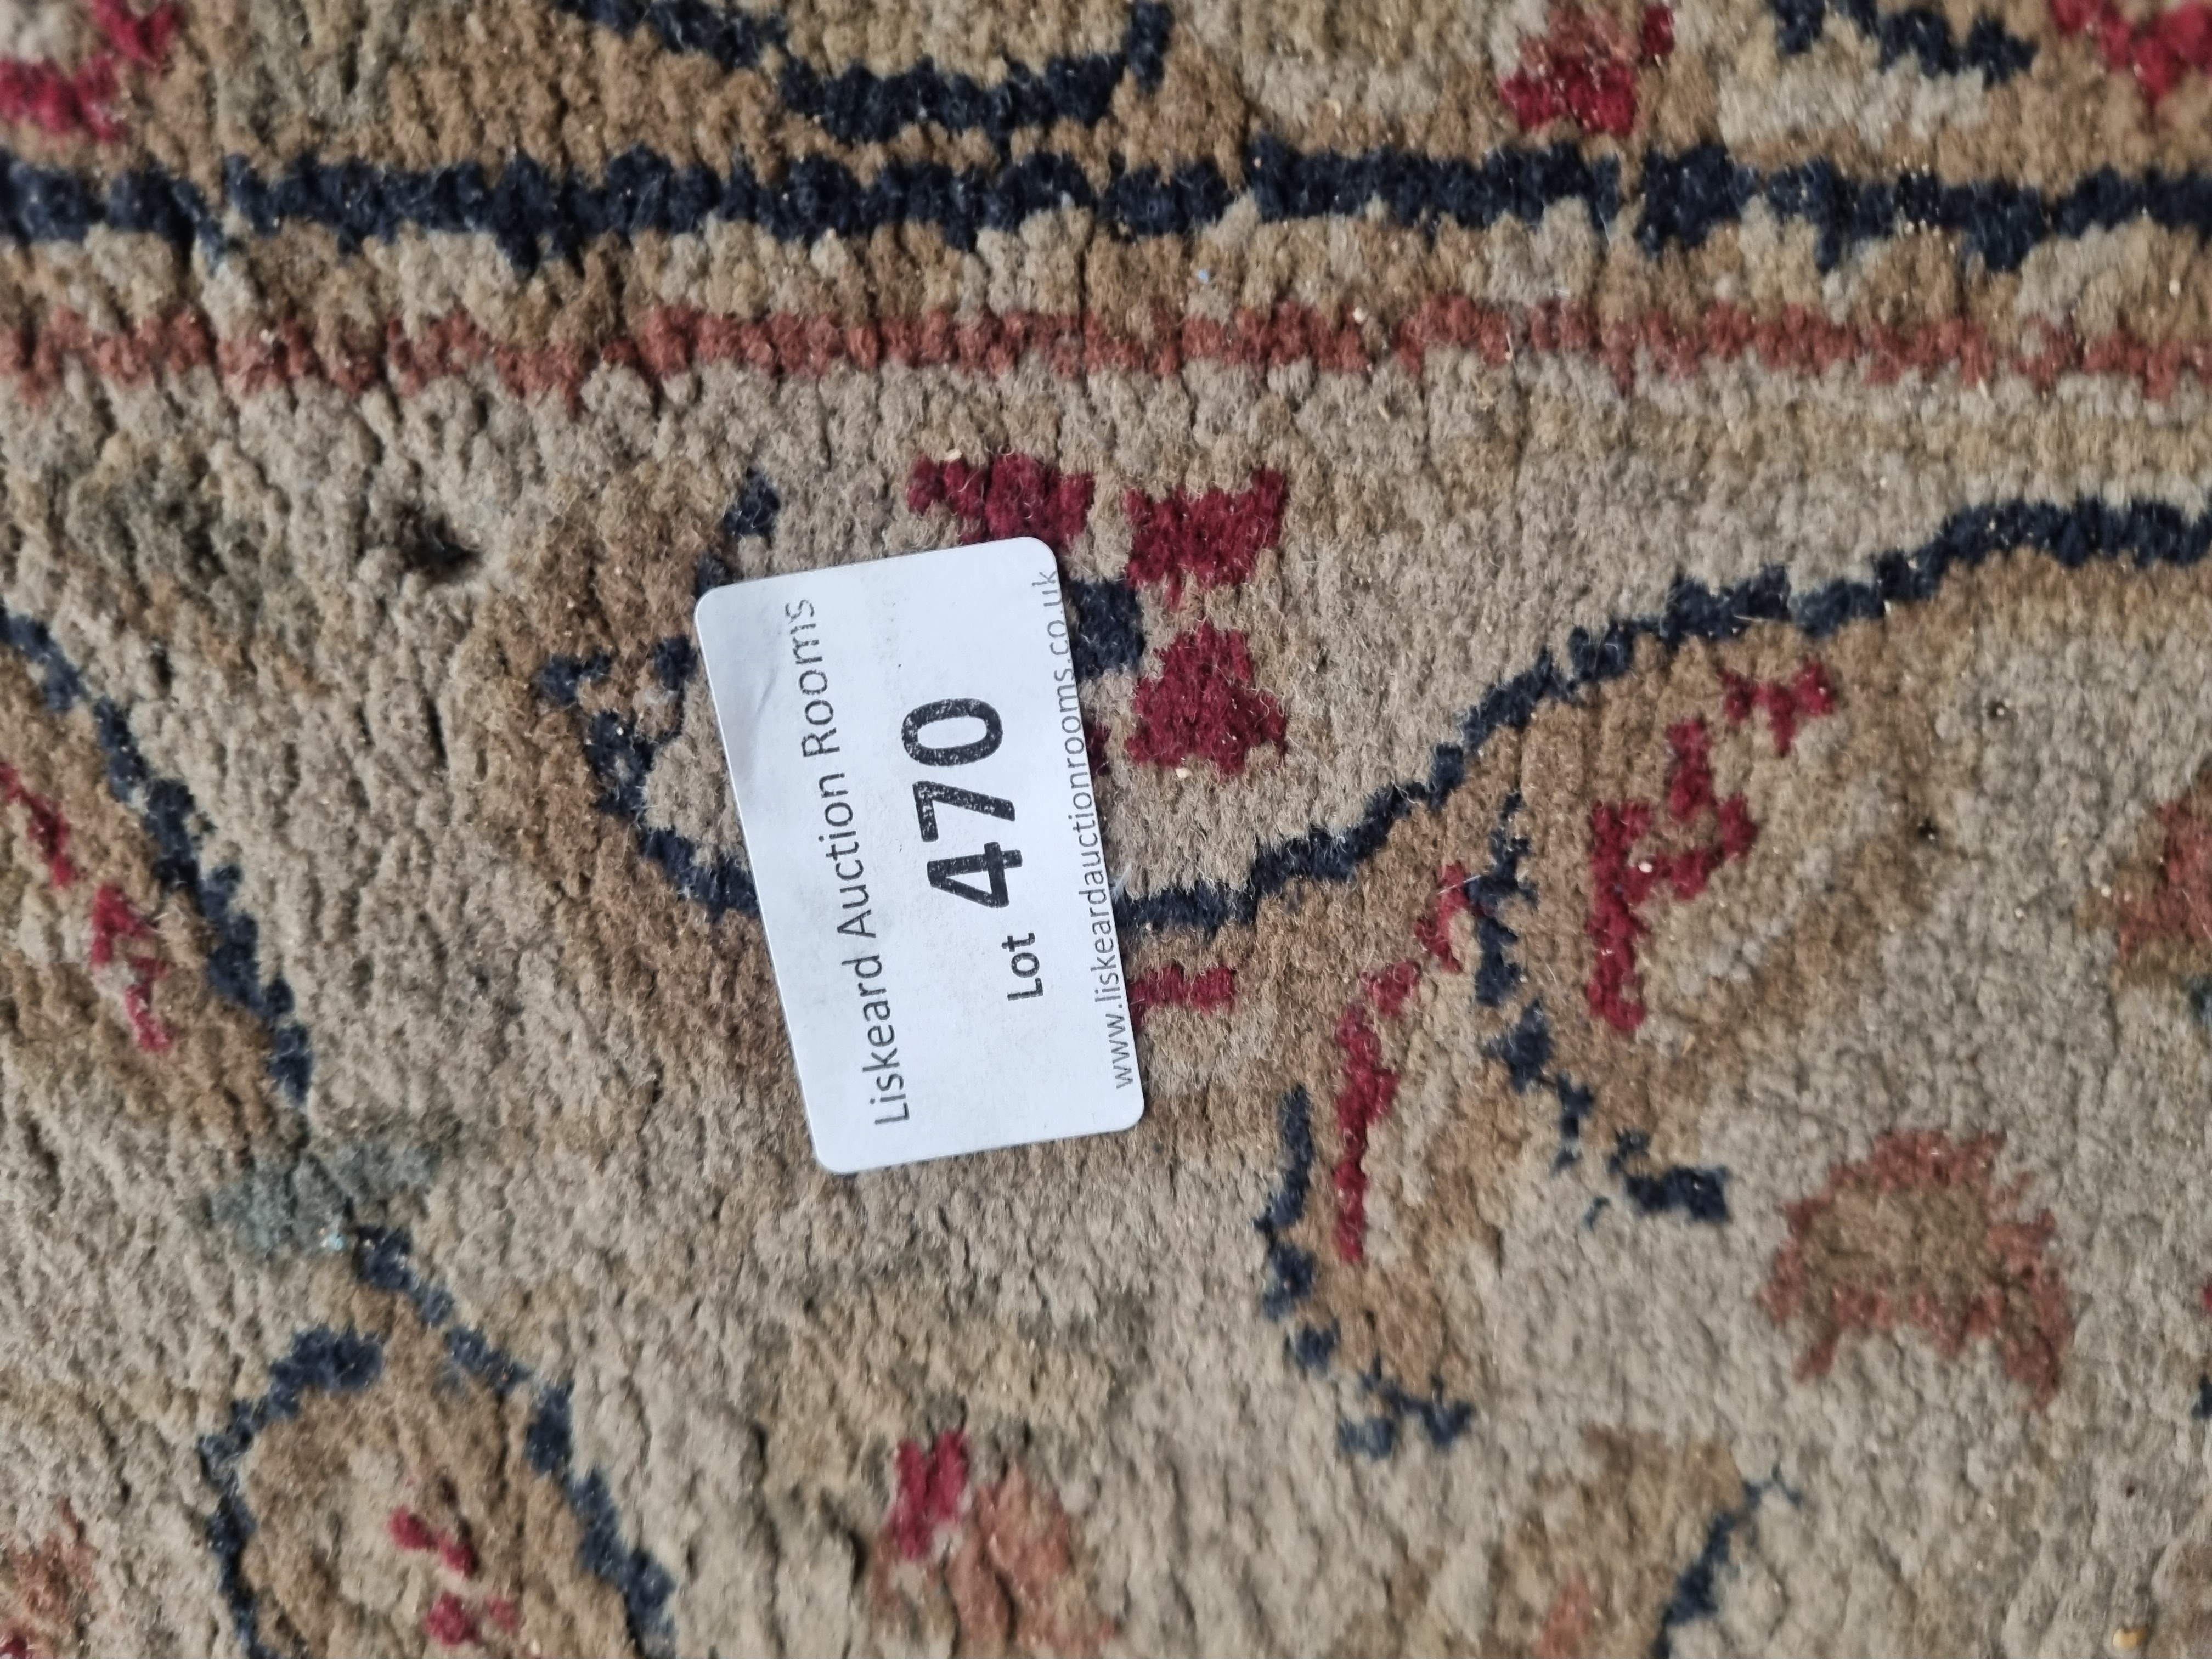 Liskeard Auction Rooms
Lot 470
www.liskeardauctionrooms.co.uk